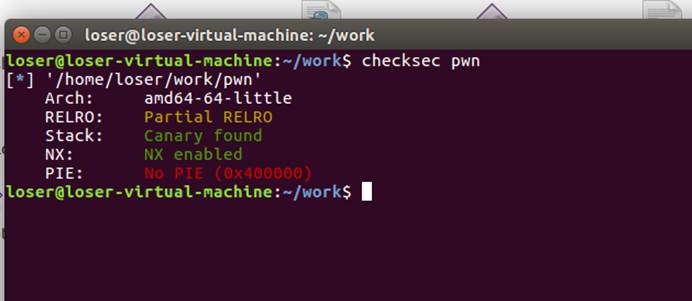 loser@loser-virtual-machine: ~/work
loser@loser-virtual-machine:~/work$ checksec pwn
[*] '/home/loser/work/pwn'
    Arch:     amd64-64-little
    RELRO:    Partial RELRO
    Stack:    Canary found
    NX:       NX enabled
    PIE:      No PIE (0x400000)
loser@loser-virtual-machine:~/work$